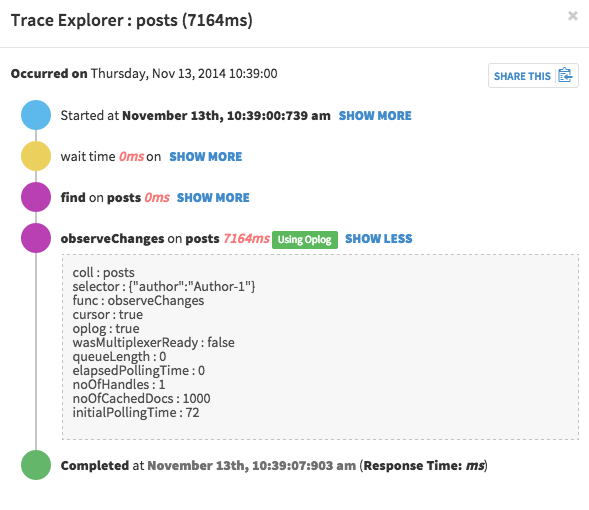 Trace Explorer : posts (7164ms)
×
Occurred on Thursday, Nov 13, 2014 10:39:00
SHARE THIS
Started at November 13th, 10:39:00:739 am SHOW MORE
wait time 0ms on SHOW MORE
find on posts 0ms SHOW MORE
observeChanges on posts 7164ms Using Oplog SHOW LESS
coll : posts
selector : {"author":"Author-1"}
func : observeChanges
cursor : true
oplog : true
wasMultiplexerReady : false
queueLength : 0
elapsedPollingTime : 0
noOfHandles : 1
noOfCachedDocs : 1000
initialPollingTime : 72
Completed at November 13th, 10:39:07:903 am (Response Time: ms)